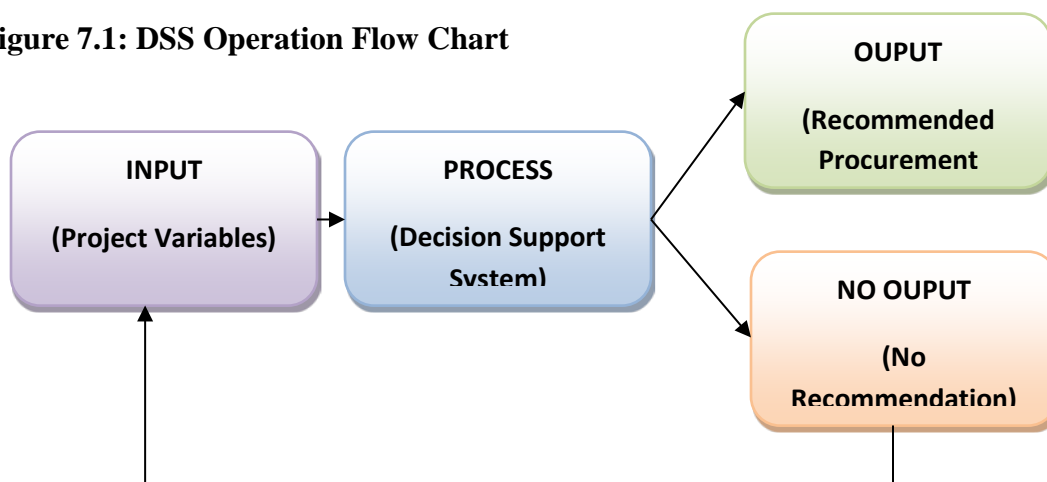 igure 7.1: DSS Operation Flow Chart
INPUT
(Project Variables)
PROCESS
(Decision Support
System)
OUPUT
(Recommended
Procurement
NO OUPUT
(No
Recommendation)